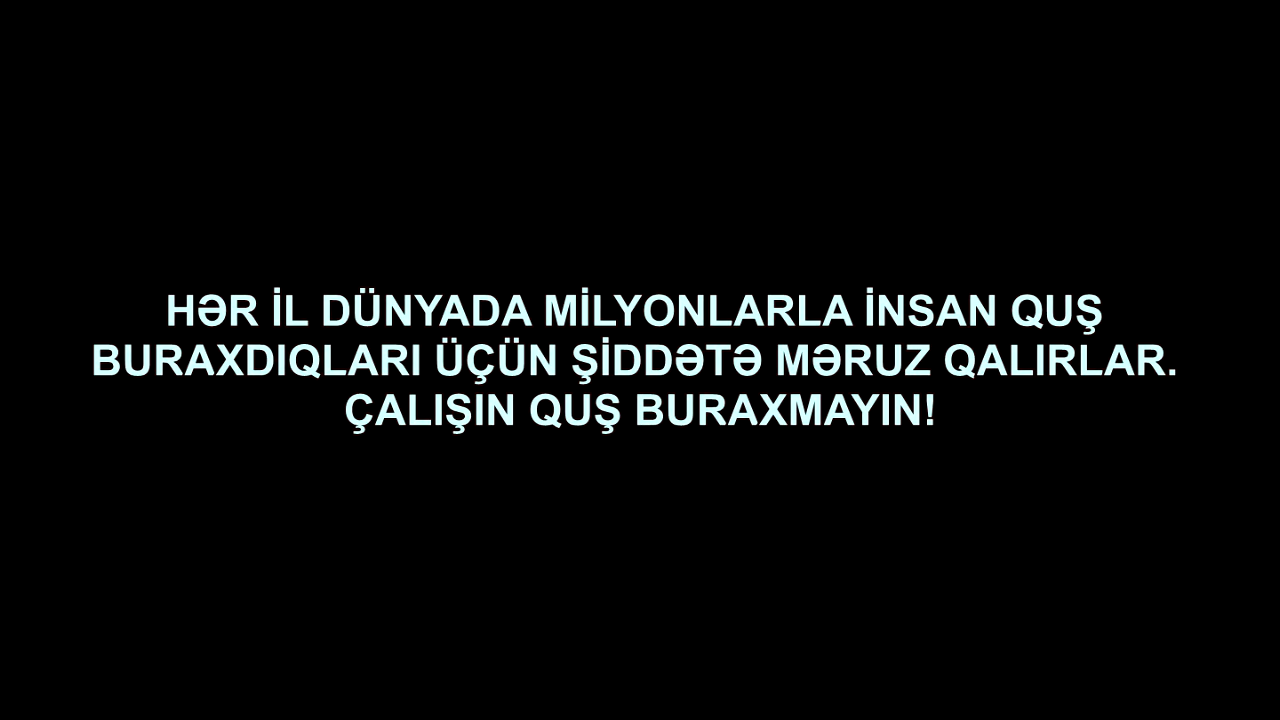 HƏR İL DÜNYADA MİLYONLARLA İNSAN QUŞ
BURAXDIQLARI ÜÇÜN ŞİDDƏTƏ MƏRUZ QALIRLAR.
ÇALIŞIN QUŞ BURAXMAYIN!